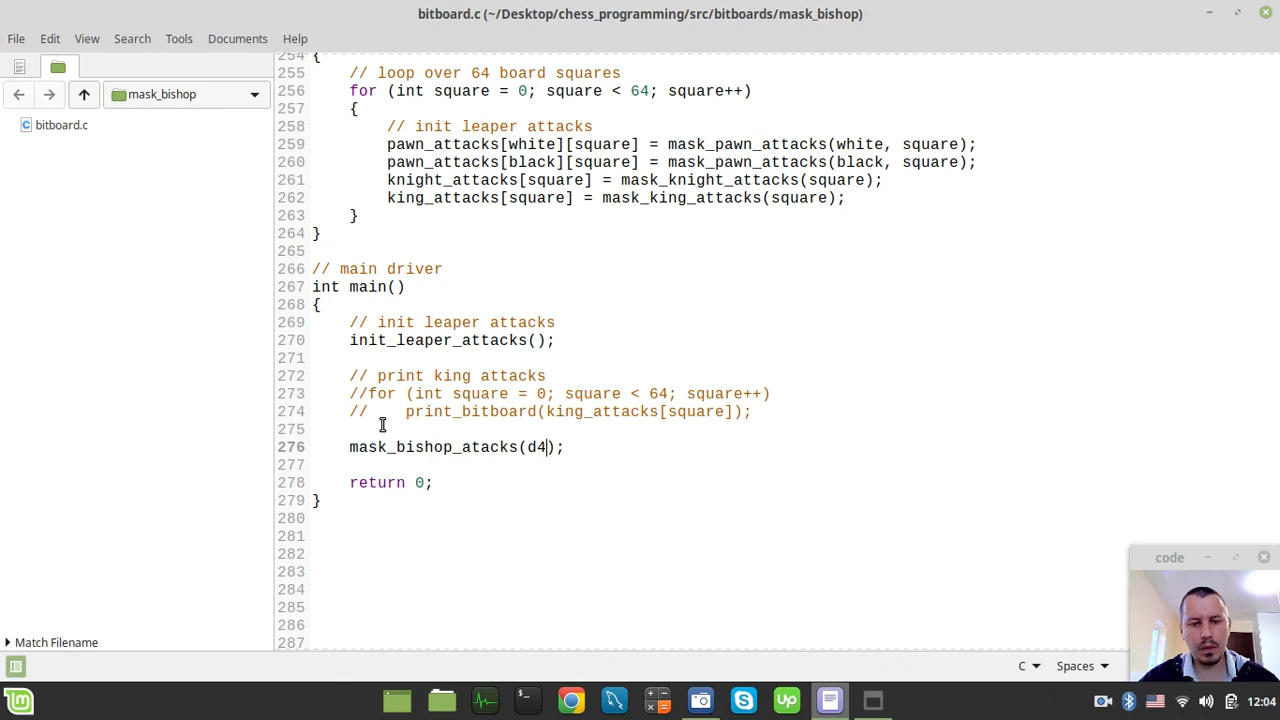 bitboard.c (~/Desktop/chess_programming/src/bitboards/mask_bishop)
File Edit View Search Tools Documents Help
mask_bishop
bitboard.c
254 {
255 // loop over 64 board squares
256 for (int square = 0; square < 64; square++)
257 {
258 // init leaper attacks
259 pawn_attacks[white][square] = mask_pawn_attacks(white, square);
260 pawn_attacks[black][square] = mask_pawn_attacks(black, square);
261 knight_attacks[square] = mask_knight_attacks(square);
262 king_attacks[square] = mask_king_attacks(square);
263 }
264 }
265
266 // main driver
267 int main()
268 {
269 // init leaper attacks
270 init_leaper_attacks();
271
272 // print king attacks
273 //for (int square = 0; square < 64; square++)
274 // print_bitboard(king_attacks[square]);
275
276 mask_bishop_atacks(d4);
277
278 return 0;
279 }
280
281
282
283
284
285
286
287
code
Match Filename
C Spaces
Up
12:04